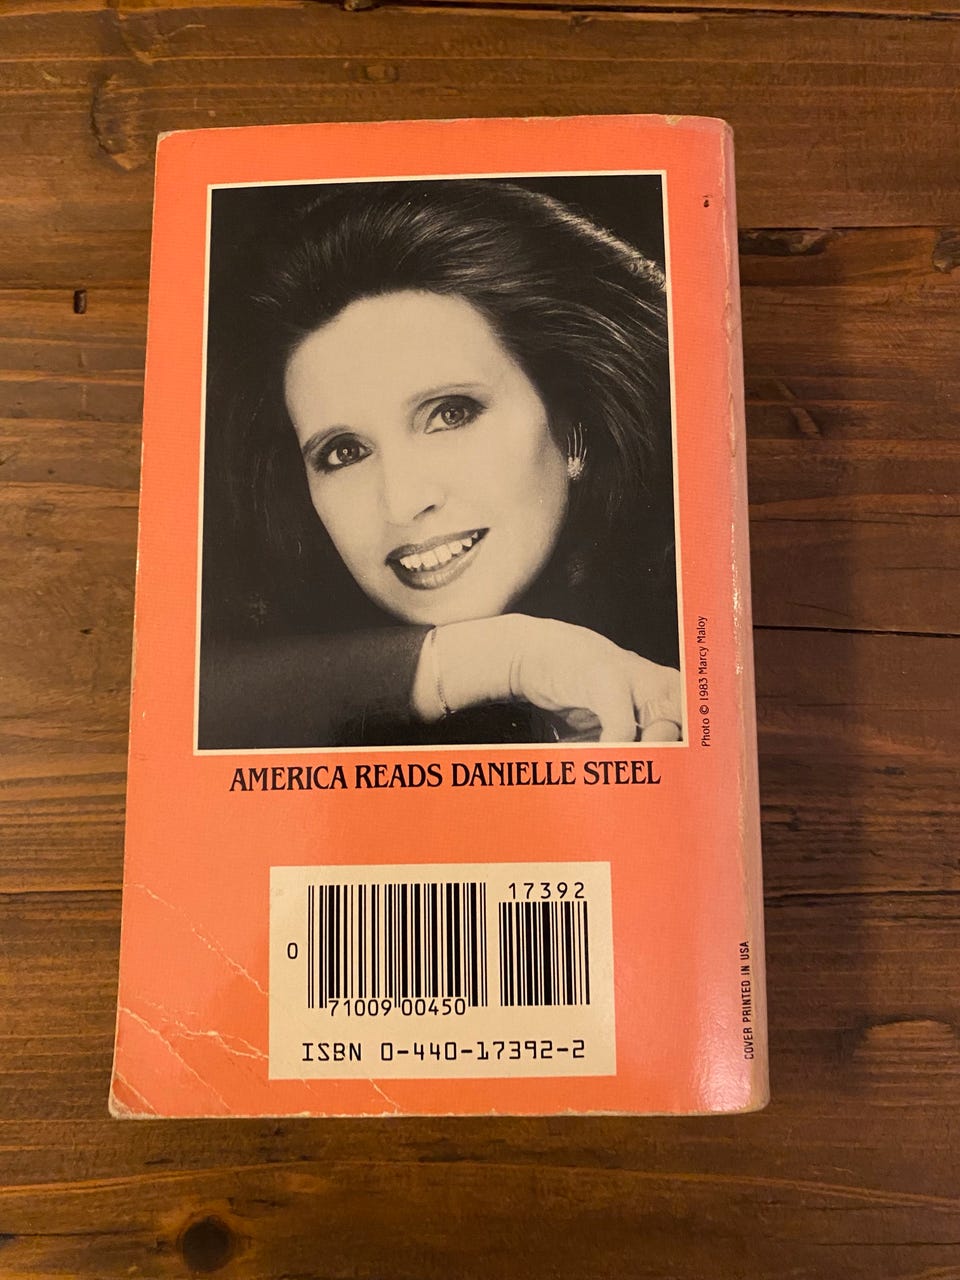 Photo © 1983 Marcy Maloy
AMERICA READS DANIELLE STEEL
17392
0
71009 00450
ISBN 0-440-17392-2
COVER PRINTED IN USA